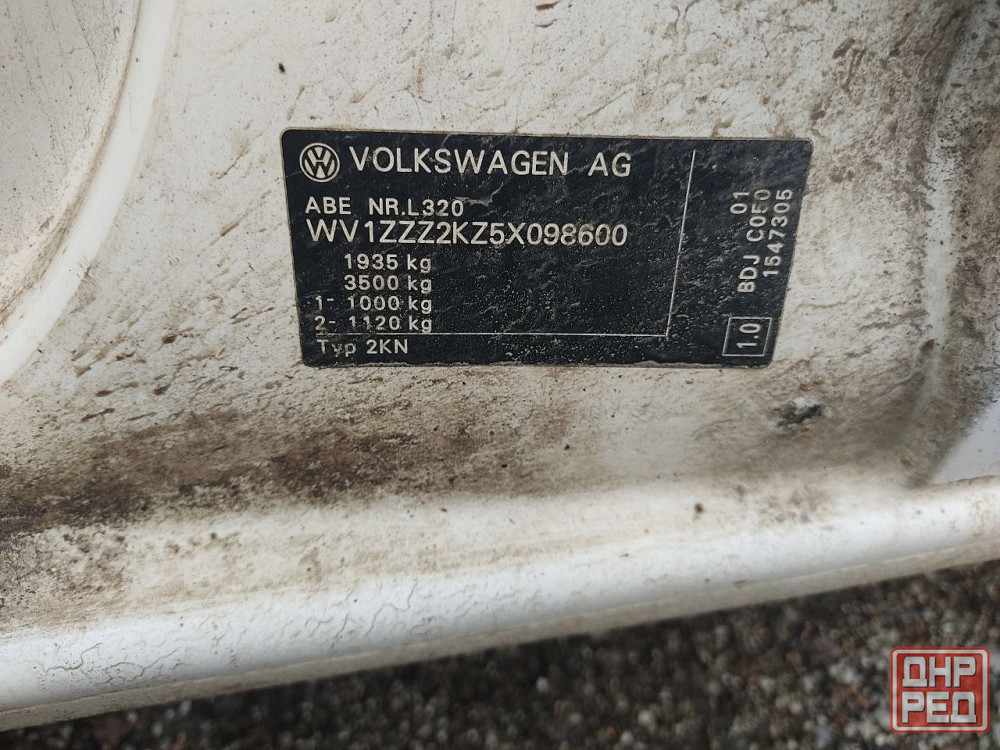 VOLKSWAGEN AG
ABE NR.L320
WV1ZZZ2KZ5X098600
1935 kg
3500 kg
1- 1000 kg
2- 1120 kg
Typ 2KN
01
BDJ C050
1547305
1.0
ДНР
РЕД